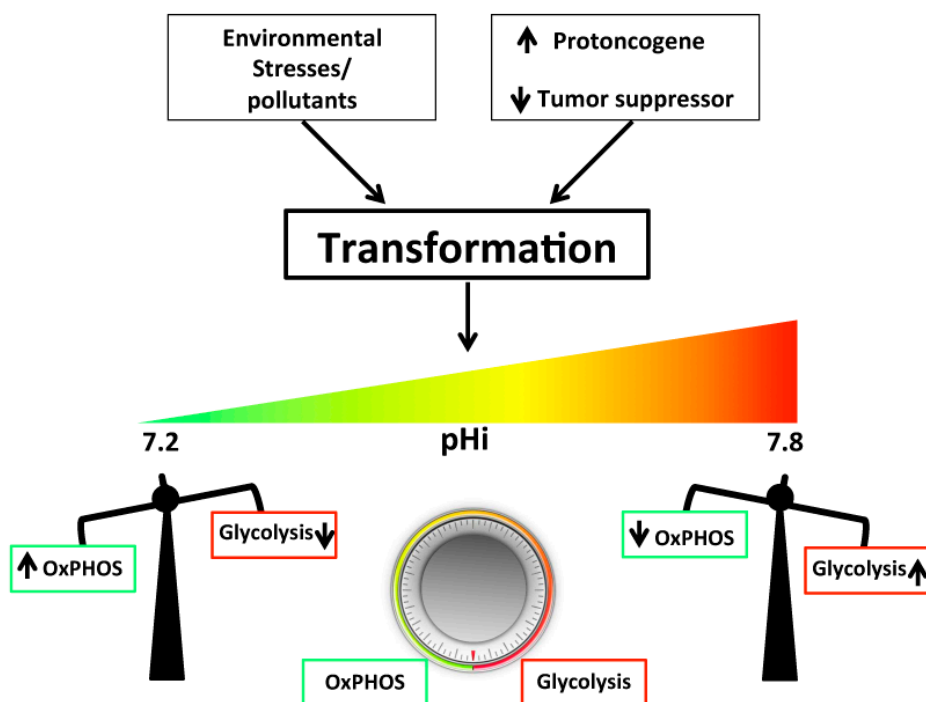 Environmental
Stresses/
pollutants
↑ Protoncogene
↓ Tumor suppressor
Transformation
7.2
pHi
7.8
↑ OxPHOS
Glycolysis ↓
↓ OxPHOS
Glycolysis ↑
OxPHOS
Glycolysis